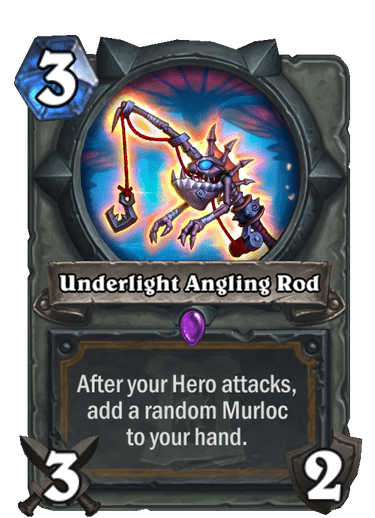 3
Underlight Angling Rod
After your Hero attacks,
add a random Murloc
to your hand.
3
2